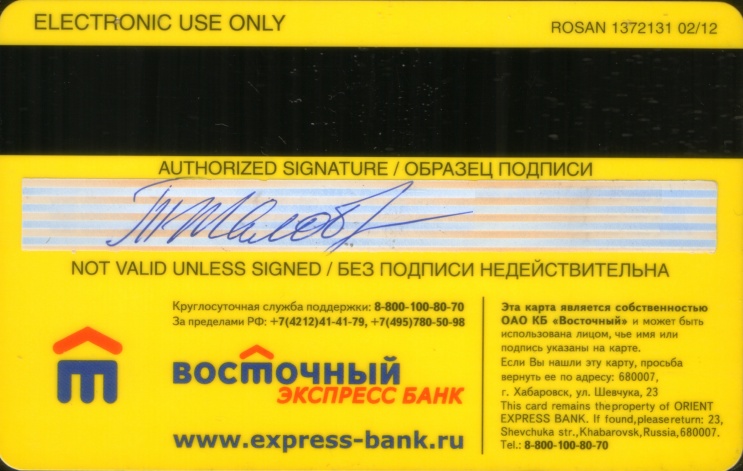 ELECTRONIC USE ONLY
ROSAN 1372131 02/12
AUTHORIZED SIGNATURE / ОБРАЗЕЦ ПОДПИСИ
NOT VALID UNLESS SIGNED / БЕЗ ПОДПИСИ НЕДЕЙСТВИТЕЛЬНА
Круглосуточная служба поддержки: 8-800-100-80-70
За пределами РФ: +7(4212)41-41-79, +7(495)780-50-98
ВОСТОЧНЫЙ
ЭКСПРЕСС БАНК
www.express-bank.ru
Эта карта является собственностью
ОАО КБ «Восточный» и может быть
использована лицом, чье имя или
подпись указаны на карте.
Если Вы нашли эту карту, просьба
вернуть ее по адресу: 680007,
г. Хабаровск, ул. Шевчука, 23
This card remains theproperty of ORIENT
EXPRESS BANK. If found,pleasereturn: 23,
Shevchuka str.,Khabarovsk,Russia,680007.
Tel.: 8-800-100-80-70